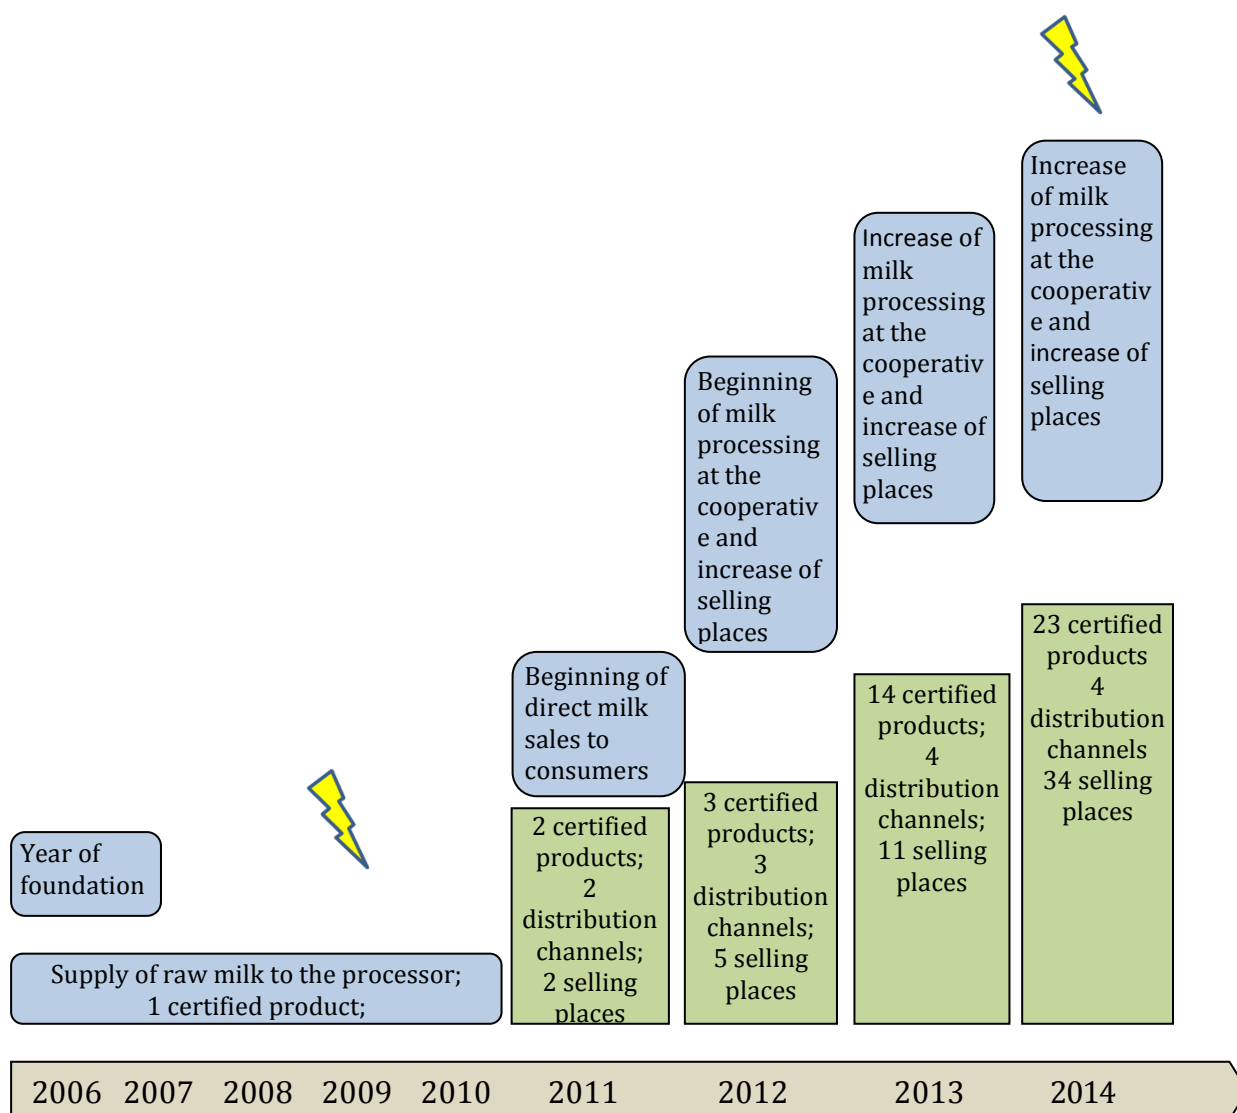 Year of
foundation
Supply of raw milk to the processor;
1 certified product;
Beginning of
direct milk
sales to
consumers
2 certified
products;
2
distribution
channels;
2 selling
places
Beginning
of milk
processing
at the
cooperativ
e and
increase of
selling
places
3 certified
products;
3
distribution
channels;
5 selling
places
Increase of
milk
processing
at the
cooperativ
e and
increase of
selling
places
14 certified
products;
4
distribution
channels;
11 selling
places
Increase
of milk
processing
at the
cooperativ
e and
increase of
selling
places
23 certified
products
4
distribution
channels
34 selling
places
2006 2007 2008 2009 2010 2011 2012 2013 2014